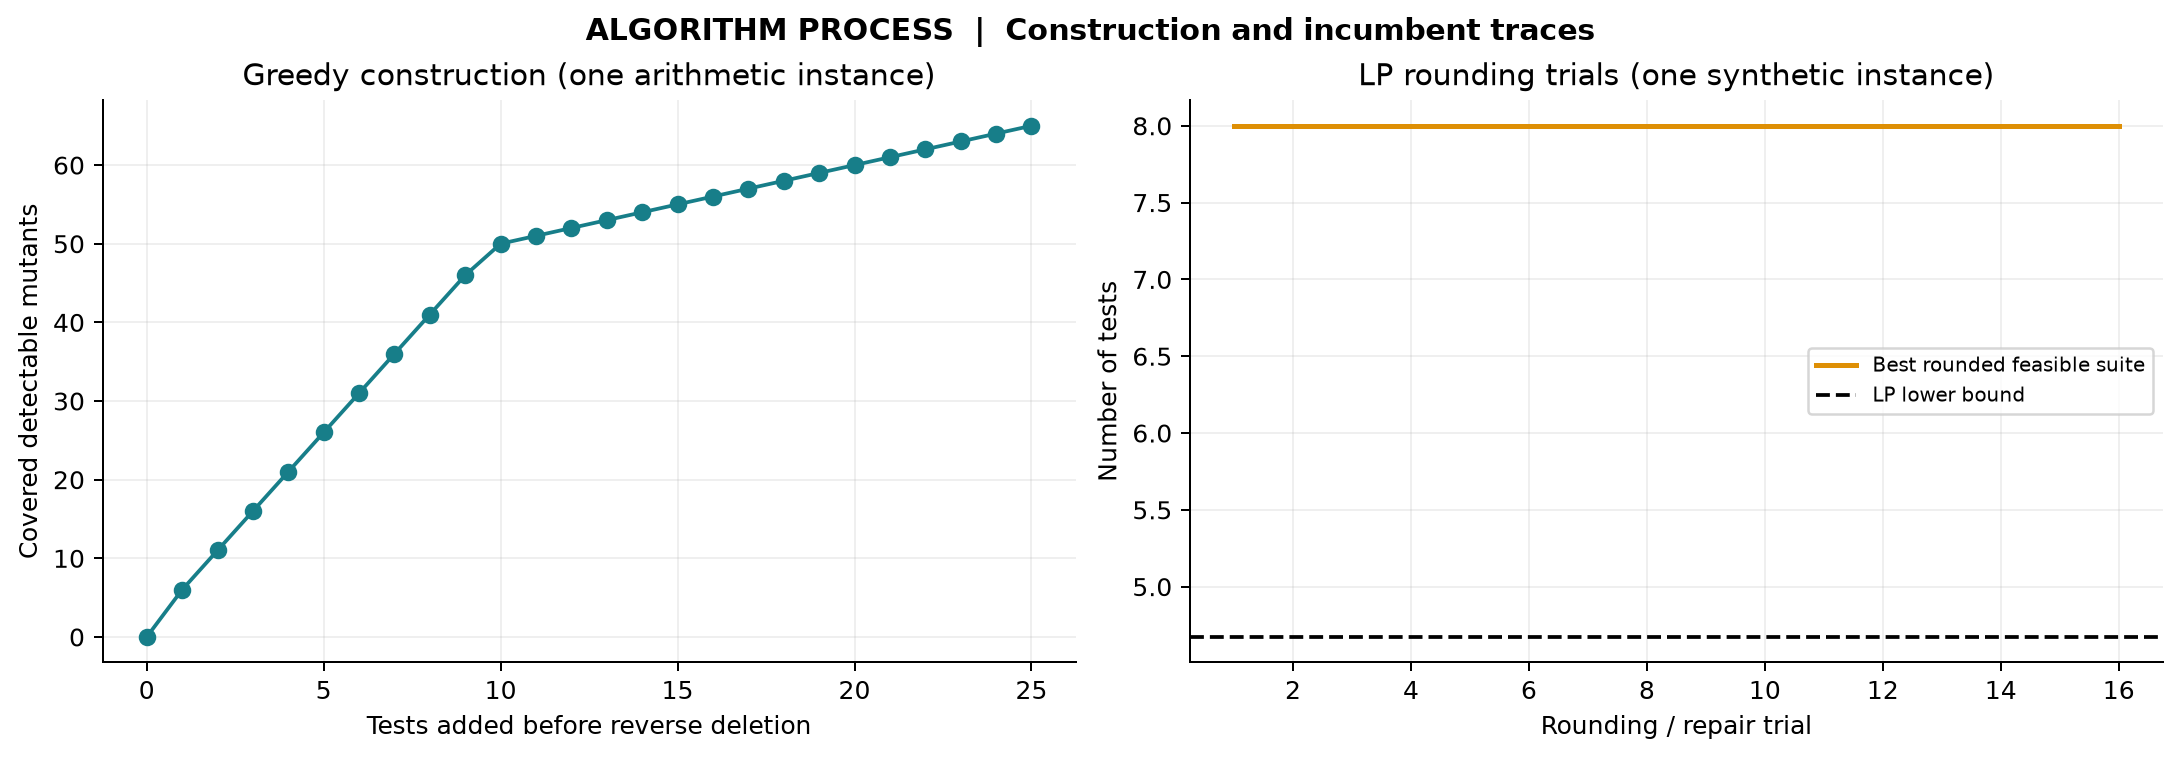 ALGORITHM PROCESS | Construction and incumbent traces
Greedy construction (one arithmetic instance)
Covered detectable mutants
60
50
40
30
20
10
0
0 5 10 15 20 25
Tests added before reverse deletion
LP rounding trials (one synthetic instance)
Number of tests
8.0
7.5
7.0
6.5
6.0
5.5
5.0
Best rounded feasible suite
LP lower bound
2 4 6 8 10 12 14 16
Rounding / repair trial